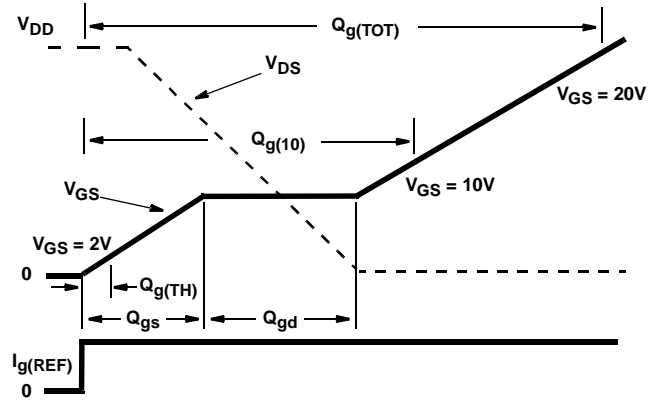 V_DD
Q_g(TOT)
V_DS
V_GS = 20V
Q_g(10)
V_GS
V_GS = 10V
V_GS = 2V
0
Q_g(TH)
Q_gs
Q_gd
I_g(REF)
0